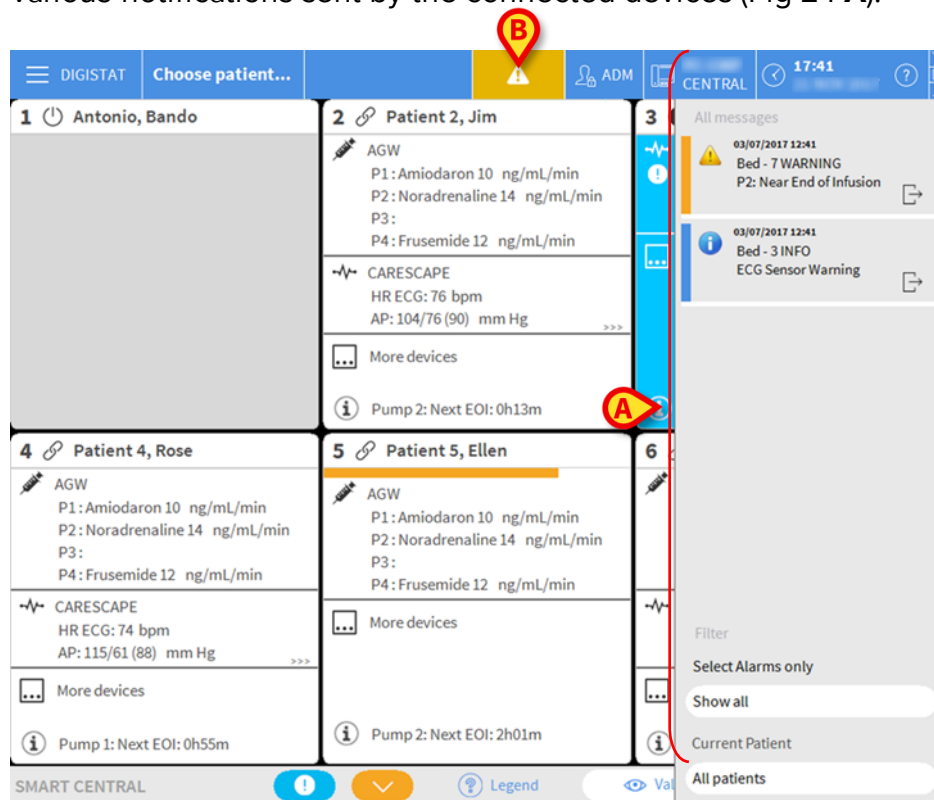 B
DIGISTAT
Choose patient...
ADM
CENTRAL
17:41
?
1 Antonio, Bando
2 Patient 2, Jim
AGW
P1: Amiodaron 10 ng/mL/min
P2: Noradrenaline 14 ng/mL/min
P3:
P4: Frusemide 12 ng/mL/min
CARESCAPE
HR ECG: 76 bpm
AP: 104/76 (90) mm Hg
>>>
More devices
Pump 2: Next EOI: 0h13m
3
A
4 Patient 4, Rose
AGW
P1: Amiodaron 10 ng/mL/min
P2: Noradrenaline 14 ng/mL/min
P3:
P4: Frusemide 12 ng/mL/min
CARESCAPE
HR ECG: 74 bpm
AP: 115/61 (88) mm Hg
>>>
More devices
Pump 1: Next EOI: 0h55m
5 Patient 5, Ellen
AGW
P1: Amiodaron 10 ng/mL/min
P2: Noradrenaline 14 ng/mL/min
P3:
P4: Frusemide 12 ng/mL/min
More devices
Pump 2: Next EOI: 2h01m
6
All messages
03/07/2017 12:41
Bed - 7 WARNING
P2: Near End of Infusion
03/07/2017 12:41
Bed - 3 INFO
ECG Sensor Warning
Filter
Select Alarms only
Show all
Current Patient
All patients
SMART CENTRAL
Legend
Val